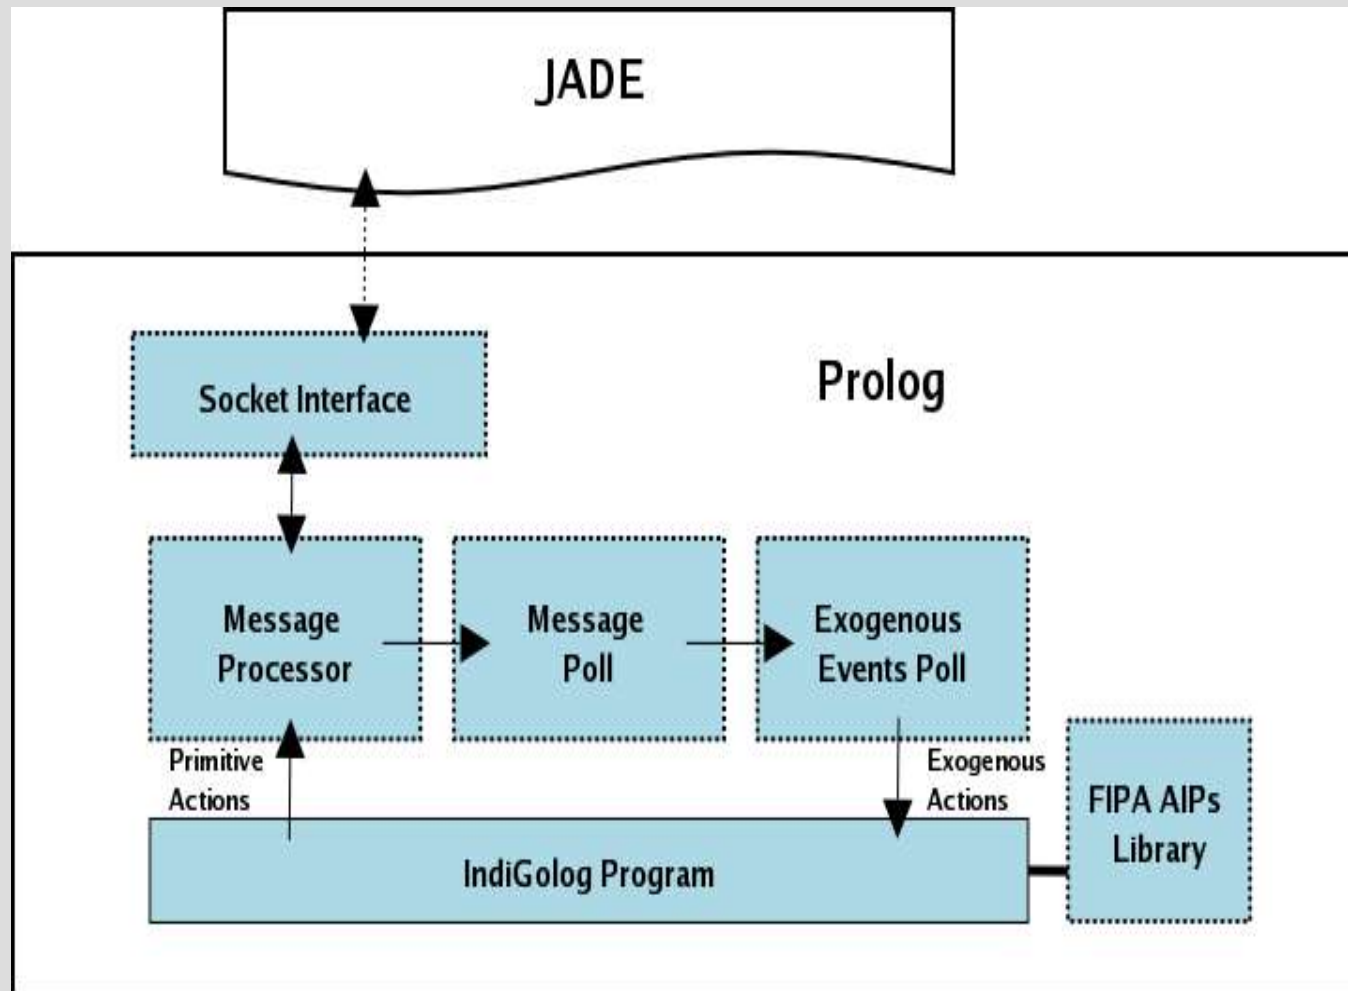 JADE
Prolog
Socket Interface
Message
Processor
Message
Poll
Exogenous
Events Poll
Primitive
Actions
Exogenous
Actions
FIPA AIPs
Library
IndiGolog Program